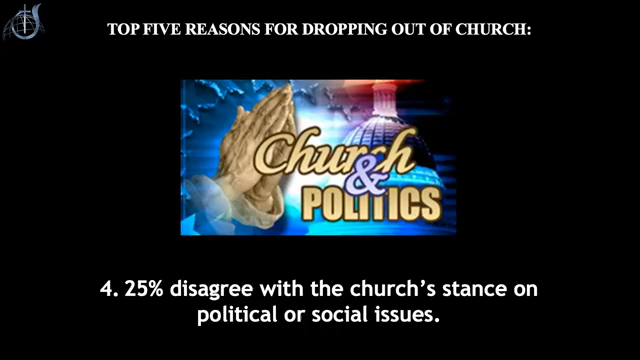 TOP FIVE REASONS FOR DROPPING OUT OF CHURCH:
Church
&
POLITICS
4. 25% disagree with the church's stance on
political or social issues.